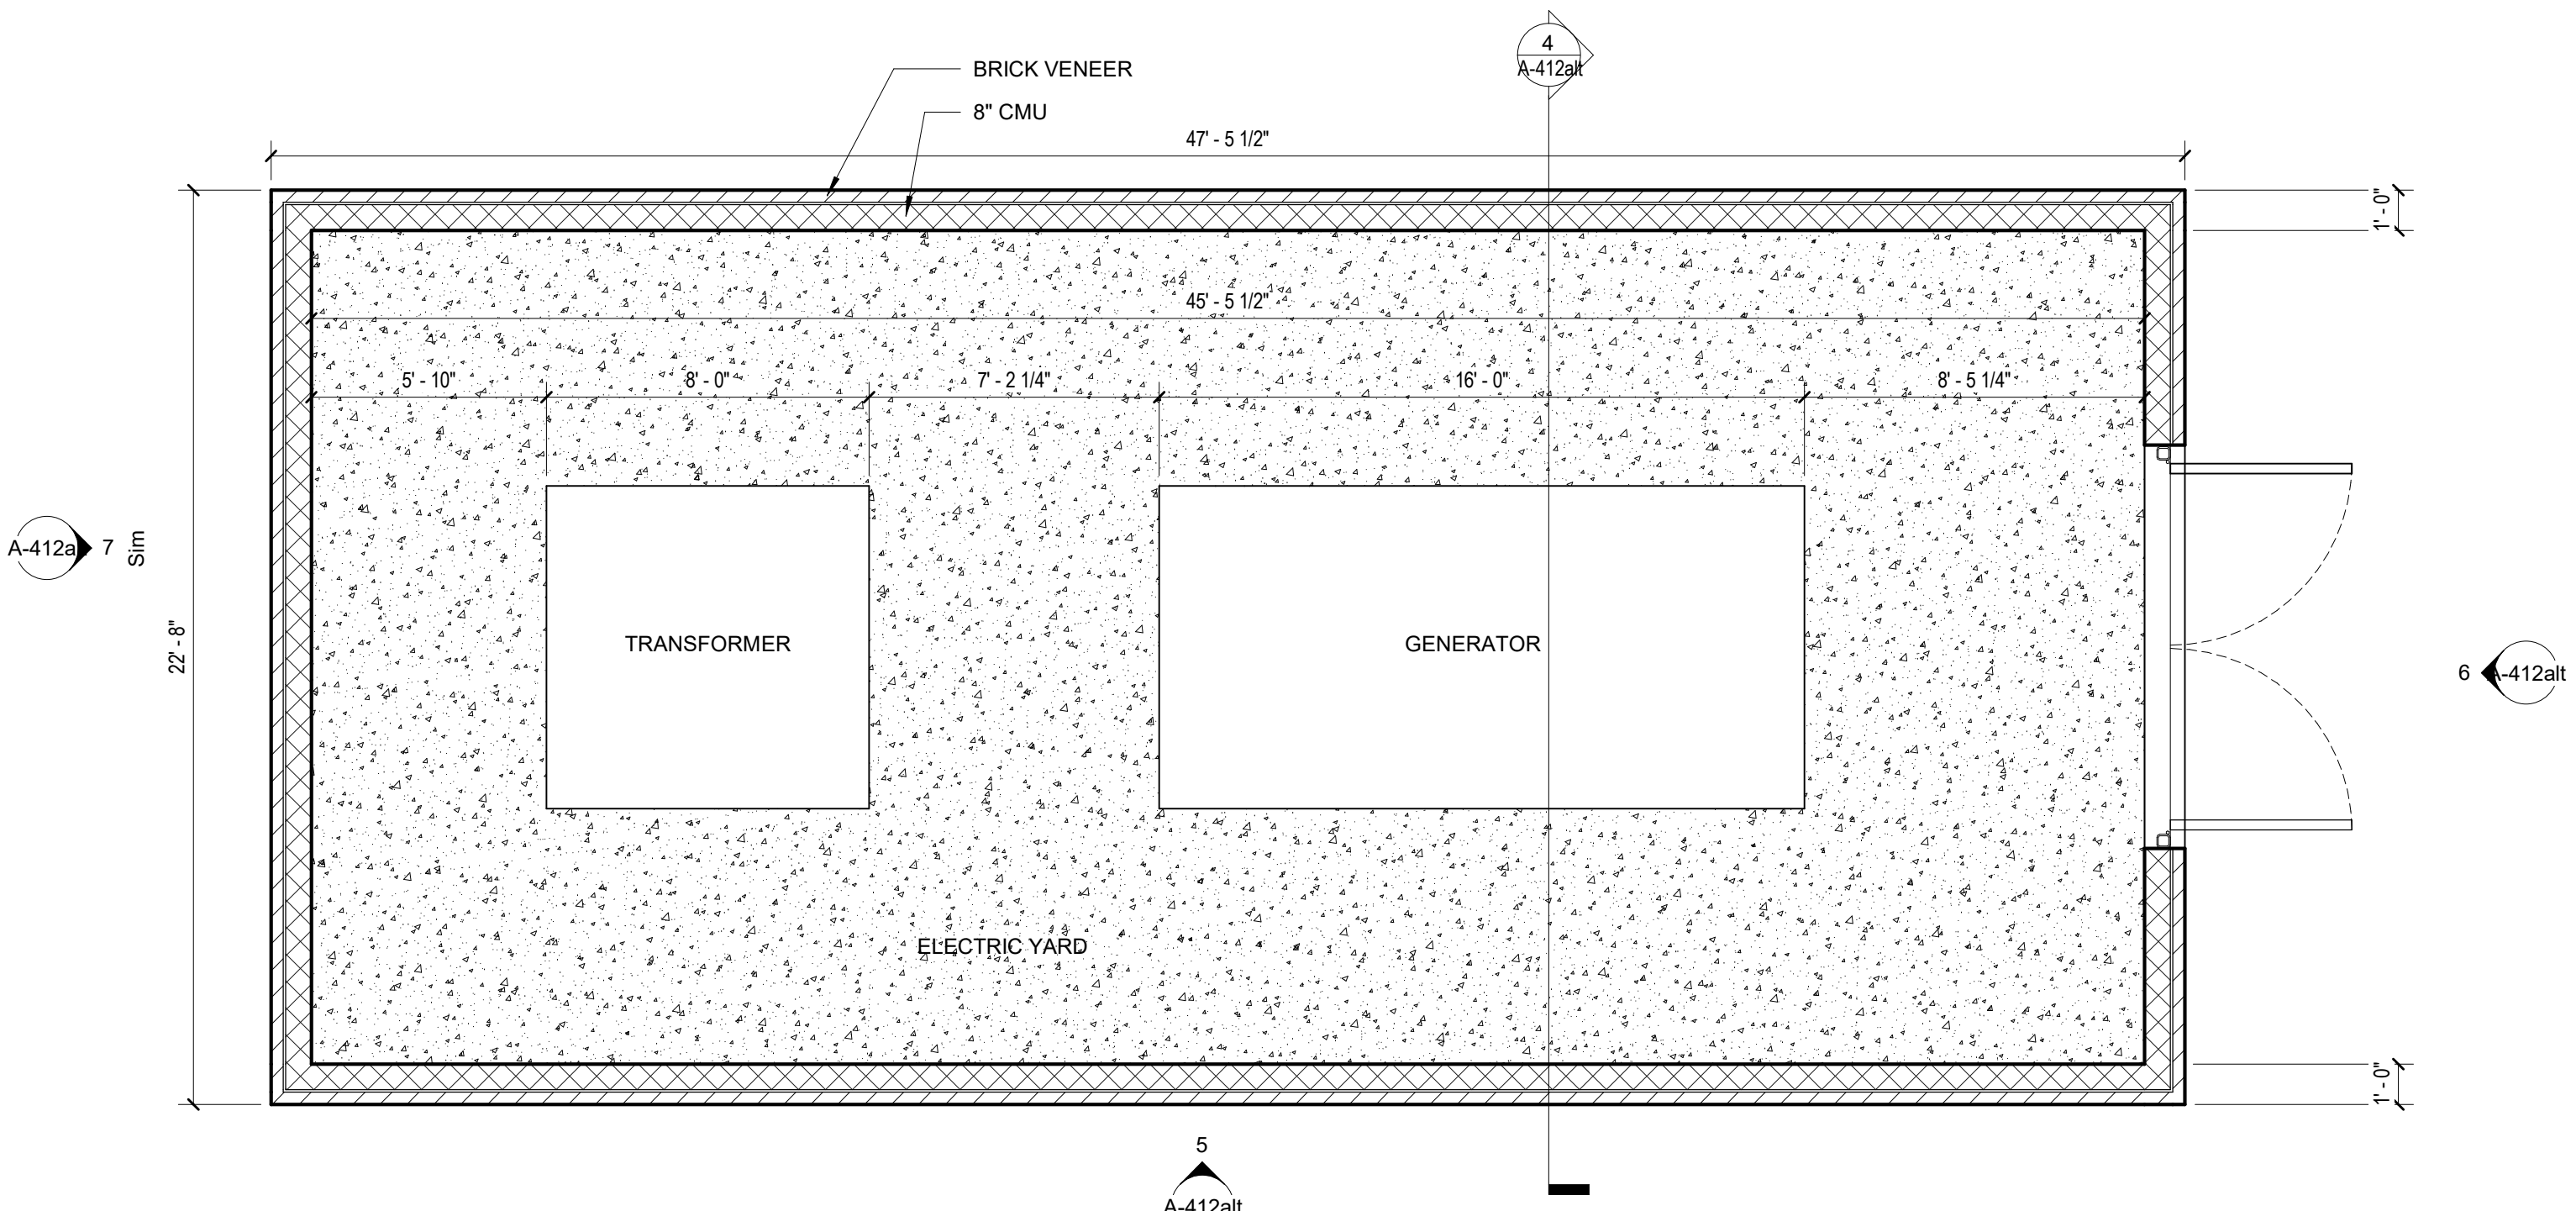 4
A-412alt
BRICK VENEER
8" CMU
47' - 5 1/2"
1' - 0"
45' - 5 1/2"
5' - 10"
8' - 0"
7' - 2 1/4"
16' - 0"
8' - 5 1/4"
A-412a
7
Sim
22' - 8"
TRANSFORMER
GENERATOR
6
A-412alt
ELECTRIC YARD
1' - 0"
5
A-412alt